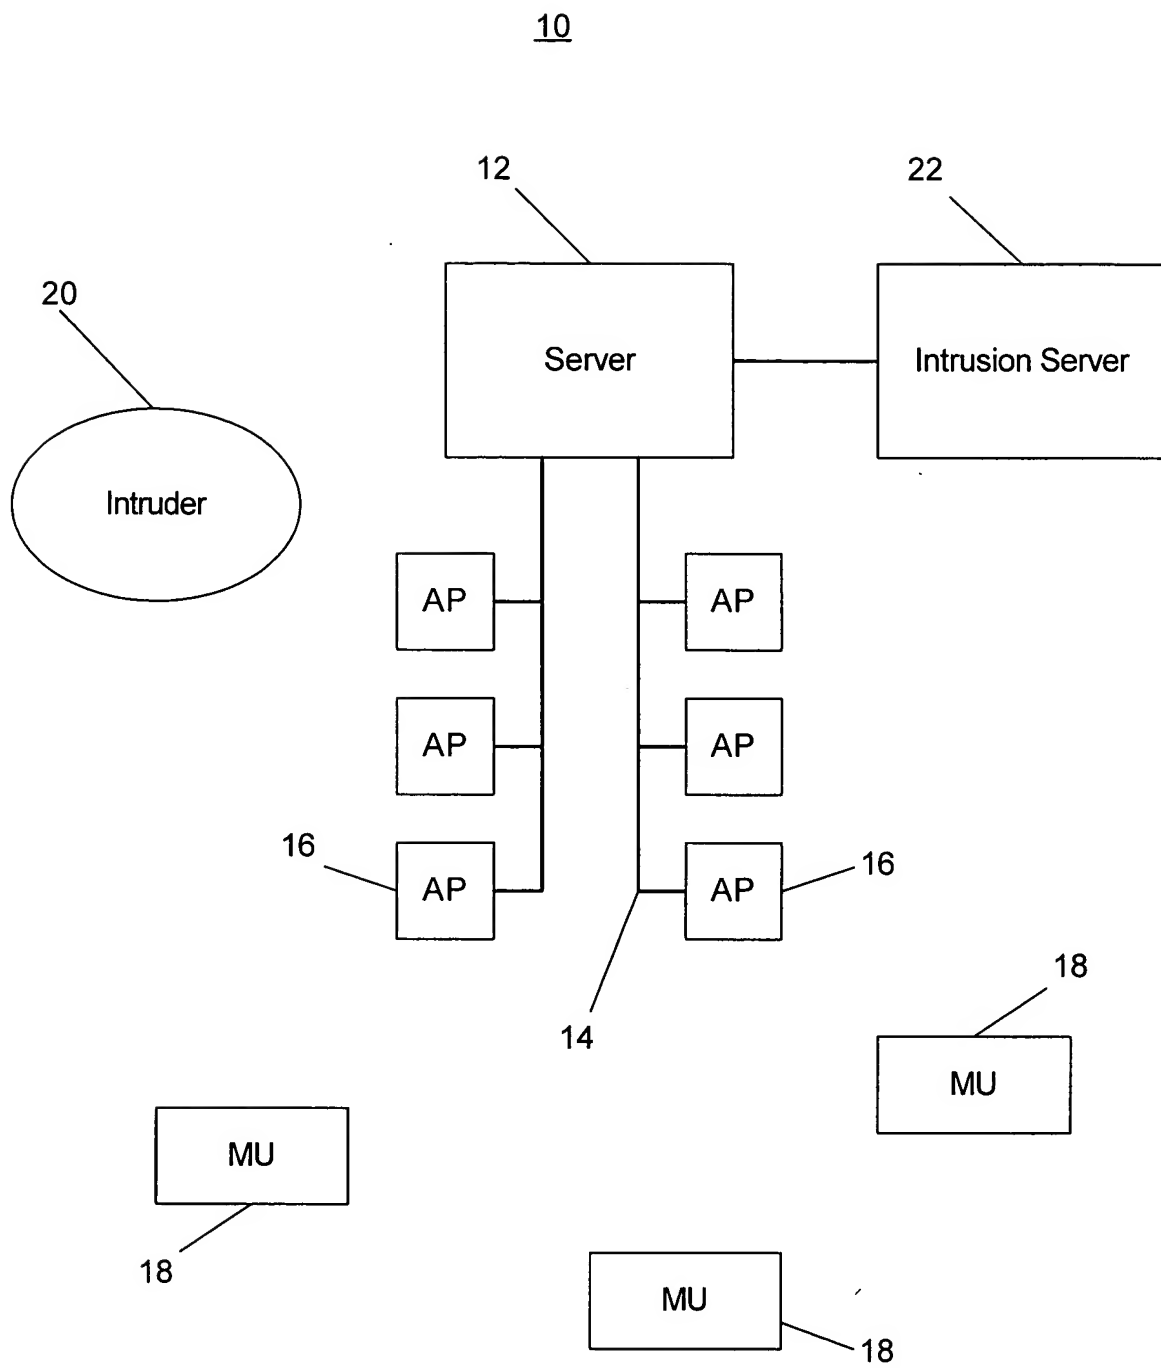 10
12
22
20
Server
Intrusion Server
Intruder
AP
AP
AP
AP
16
16
AP
AP
18
14
MU
MU
18
MU
18